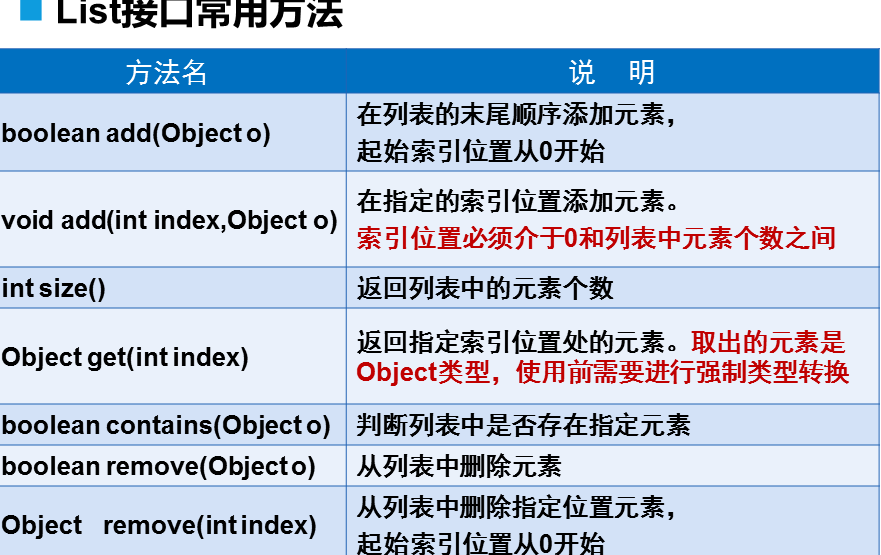 List接口常用方法
方法名
说 明
boolean add(Object o)
在列表的末尾顺序添加元素，
起始索引位置从0开始
void add(int index,Object o)
在指定的索引位置添加元素。
索引位置必须介于0和列表中元素个数之间
int size()
返回列表中的元素个数
Object get(int index)
返回指定索引位置处的元素。取出的元素是
Object类型，使用前需要进行强制类型转换
boolean contains(Object o)
判断列表中是否存在指定元素
boolean remove(Object o)
从列表中删除元素
Object remove(int index)
从列表中删除指定位置元素，
起始索引位置从0开始